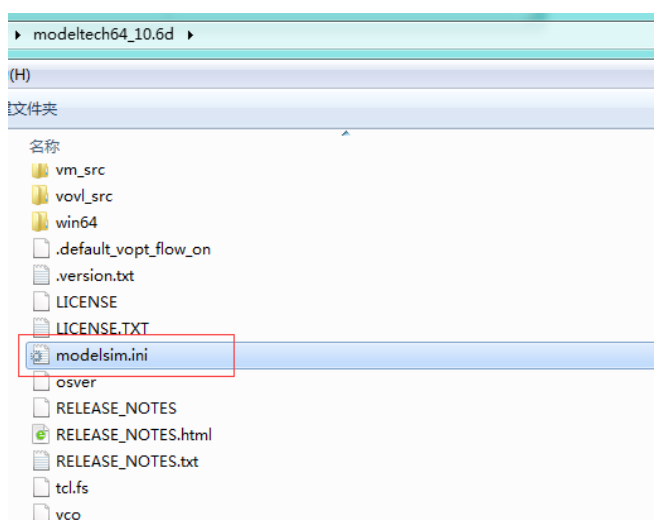 modeltech64_10.6d
(H)
文件夹
名称
vm_src
vovl_src
win64
.default_vopt_flow_on
.version.txt
LICENSE
LICENSE.TXT
modelsim.ini
osver
RELEASE_NOTES
RELEASE_NOTES.html
RELEASE_NOTES.txt
tcl.fs
vco